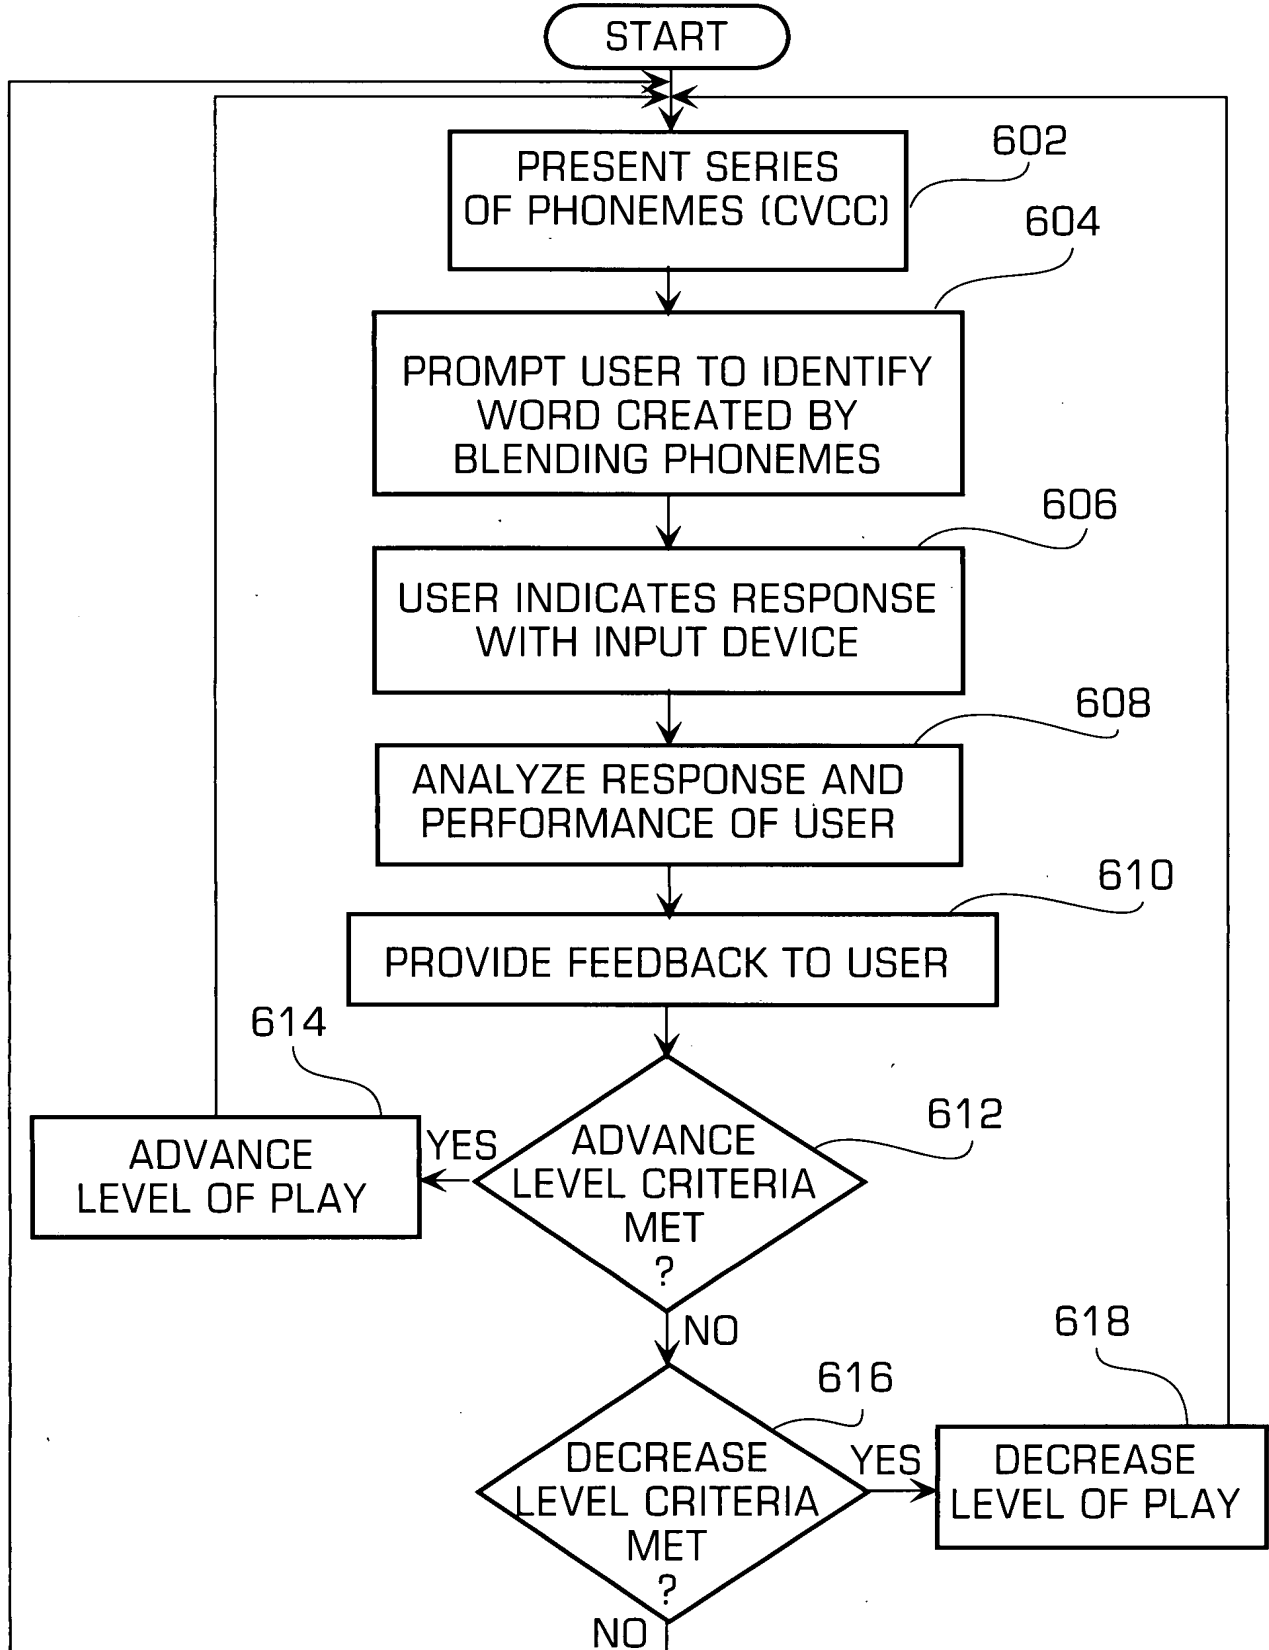 START
602
PRESENT SERIES
OF PHONEMES (CVCC)
604
PROMPT USER TO IDENTIFY
WORD CREATED BY
BLENDING PHONEMES
606
USER INDICATES RESPONSE
WITH INPUT DEVICE
608
ANALYZE RESPONSE AND
PERFORMANCE OF USER
610
PROVIDE FEEDBACK TO USER
614
612
ADVANCE
LEVEL OF PLAY
YES
ADVANCE
LEVEL CRITERIA
MET
?
NO
618
616
DECREASE
LEVEL CRITERIA
MET
?
YES
DECREASE
LEVEL OF PLAY
NO